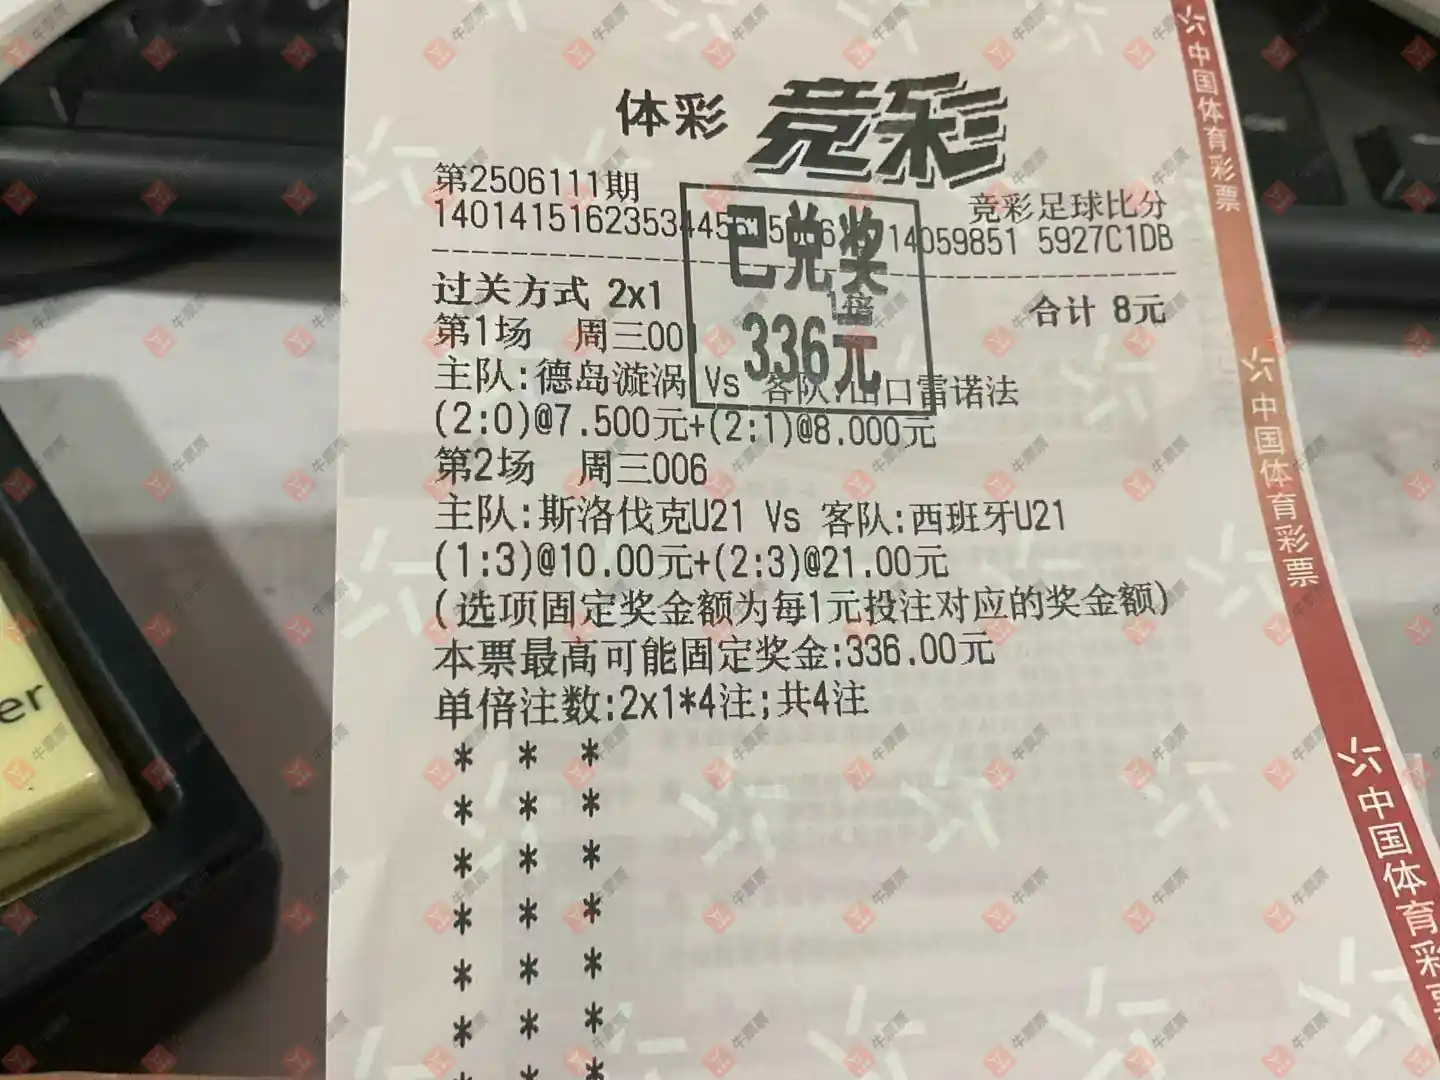 体彩 竞彩
第2506111期
竞彩足球比分
14059851 5927C1DB
已兑奖
336元
过关方式 2x1 1倍 合计 8元
第1场 周三00
主队:德岛漩涡 Vs 客队:山口雷诺法
(2:0)@7.500元+(2:1)@8.000元
第2场 周三006
主队:斯洛伐克U21 Vs 客队:西班牙U21
(1:3)@10.00元+(2:3)@21.00元
(选项固定奖金额为每1元投注对应的奖金额)
本票最高可能固定奖金:336.00元
单倍注数:2x1*4注;共4注
* * *
* * *
* * *
* * *
* * *
* * *
* * *
中国体育彩票
中国体育彩票
中国体育彩票
er
牛票票